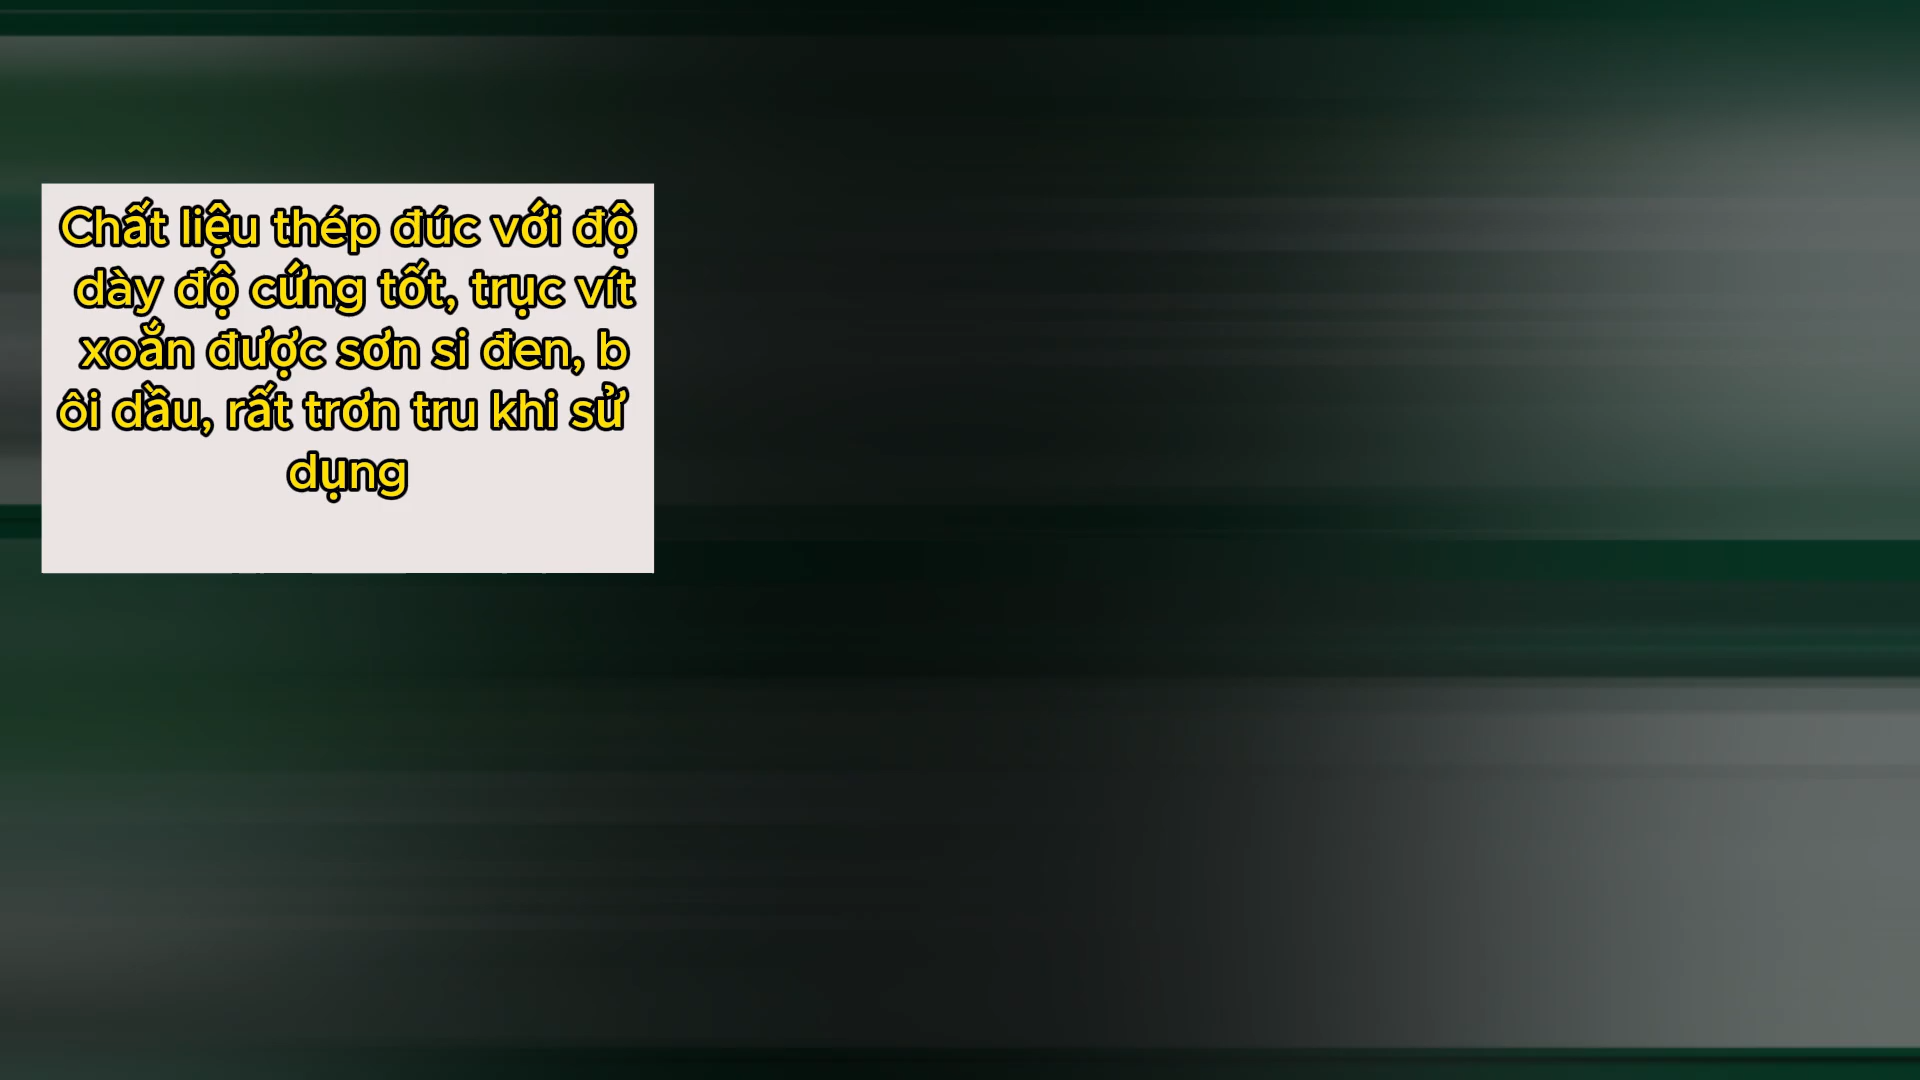 Chất liệu thép đúc với độ
dày độ cứng tốt, trục vít
xoắn được sơn si đen, b
ôi dầu, rất trơn tru khi sử
dụng